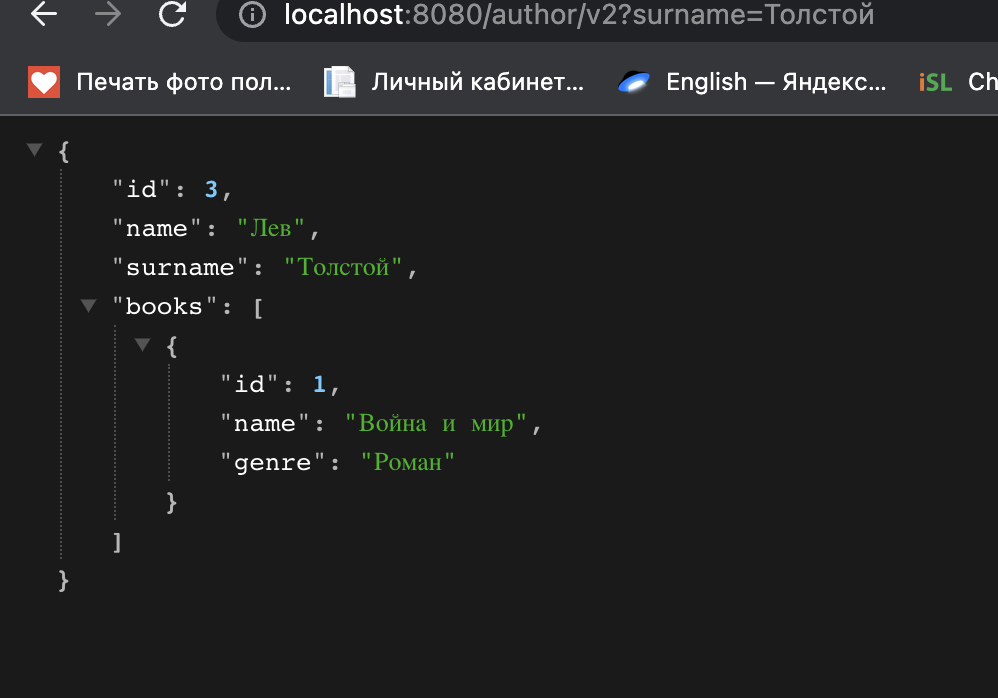 localhost:8080/author/v2?surname=Толстой
Печать фото пол... Личный кабинет... English — Яндекс... iSL Ch
{
"id": 3,
"name": "Лев",
"surname": "Толстой",
"books": [
{
"id": 1,
"name": "Война и мир",
"genre": "Роман"
}
]
}